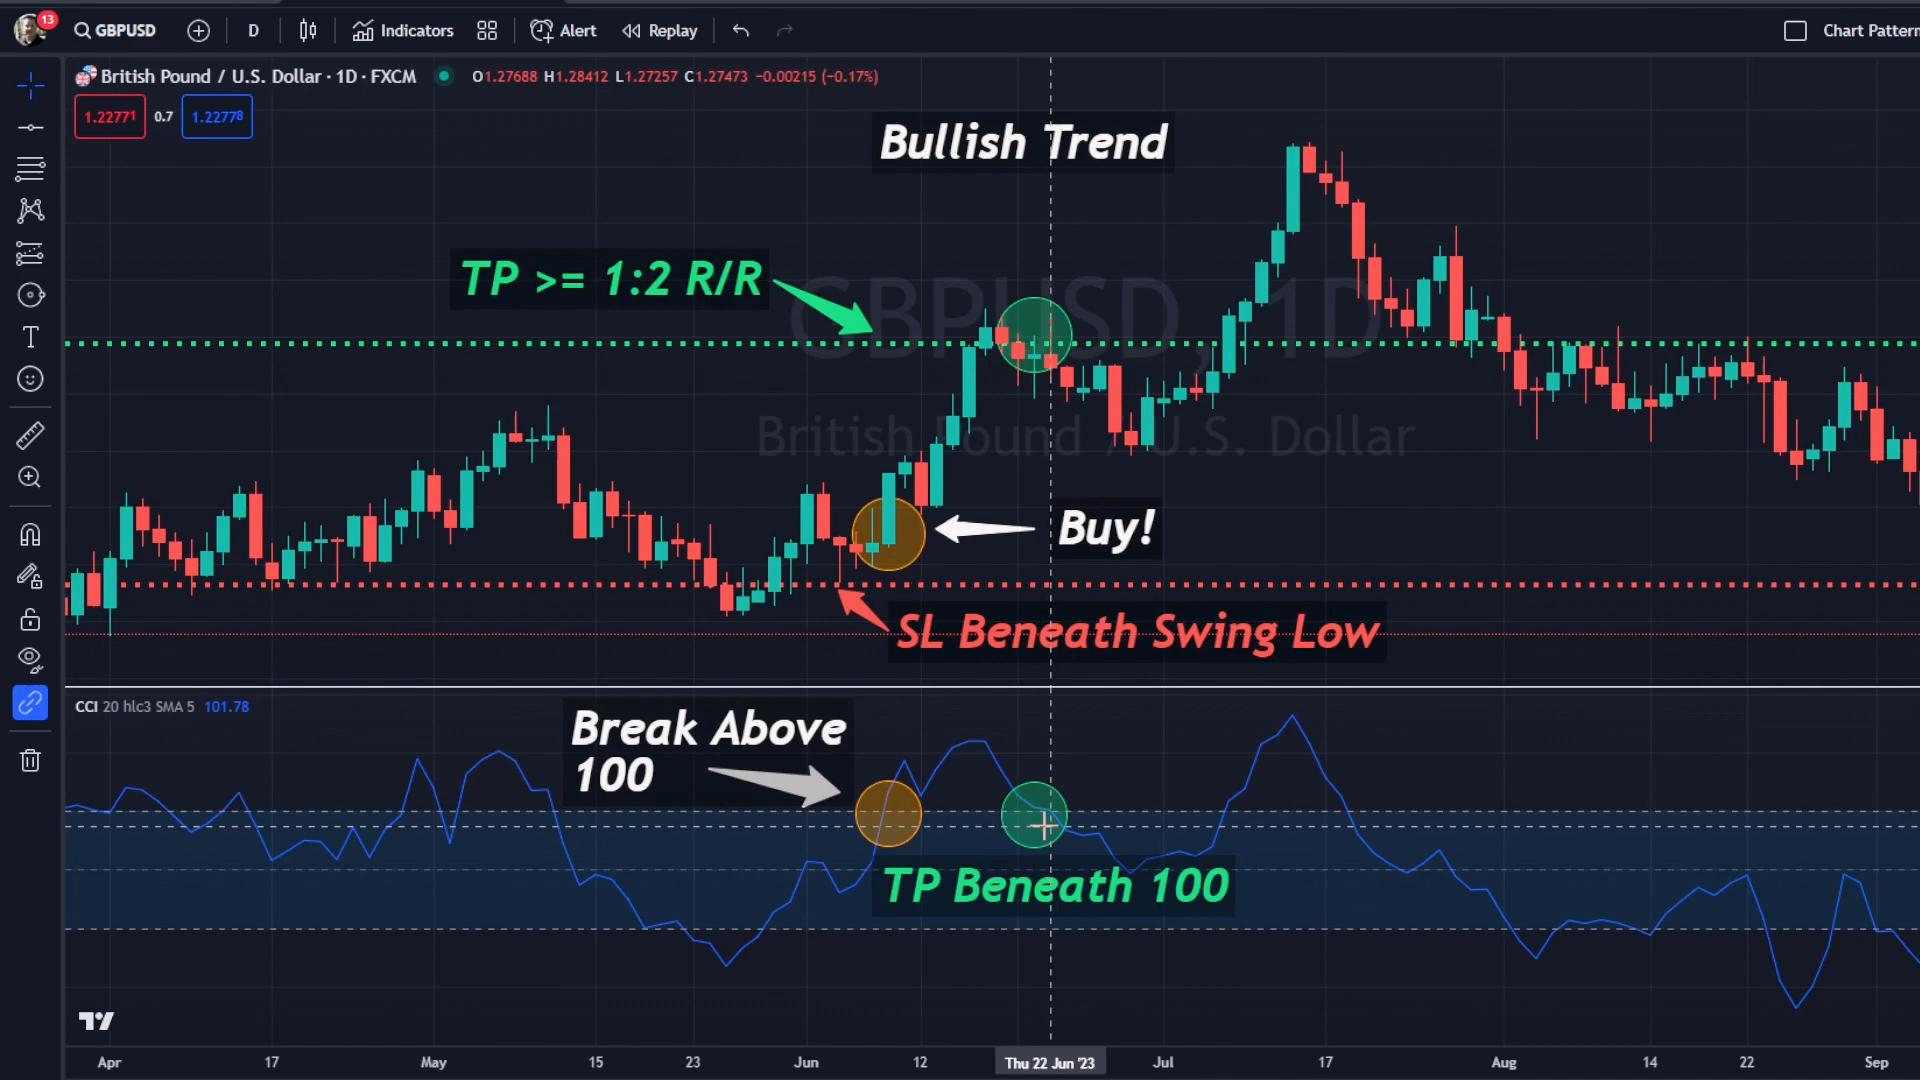 13
GBPUSD
D
Indicators
Alert
Replay
Chart Pattern
British Pound / U.S. Dollar · 1D · FXCM
O1.27688 H1.28412 L1.27257 C1.27473 −0.00215 (−0.17%)
1.22771
0.7
1.22778
Bullish Trend
TP >= 1:2 R/R
GBPUSD, 1D
British Pound / U.S. Dollar
Buy!
SL Beneath Swing Low
CCI 20 hlc3 SMA 5 101.78
Break Above
100
TP Beneath 100
Apr
17
May
15
23
Jun
12
Thu 22 Jun '23
Jul
17
Aug
14
22
Sep